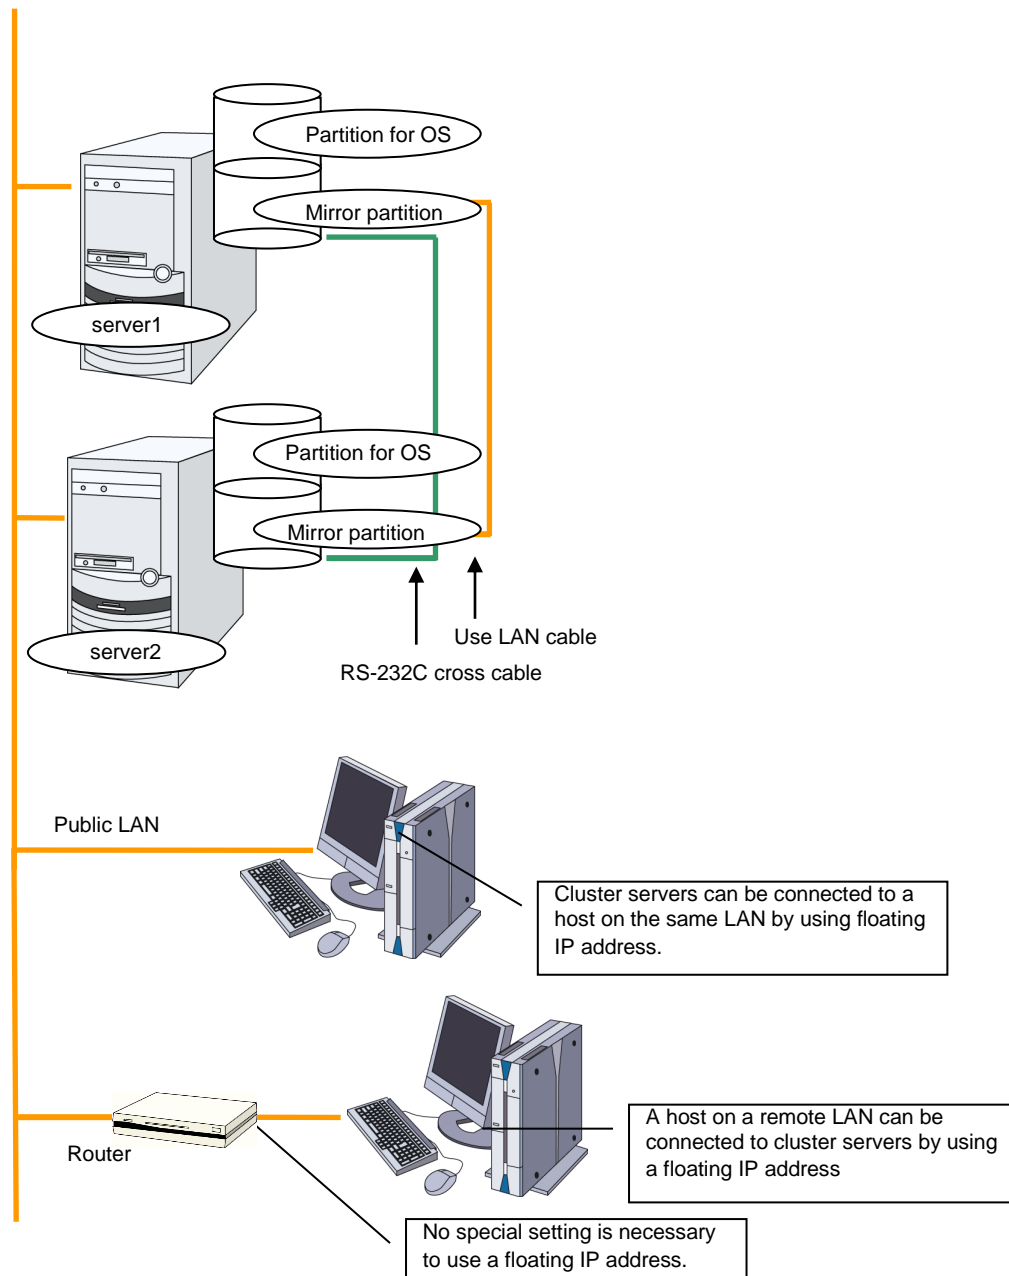 Partition for OS
Mirror partition
server1
Partition for OS
Mirror partition
server2
Use LAN cable
RS-232C cross cable
Public LAN
Cluster servers can be connected to a
host on the same LAN by using floating
IP address.
Router
A host on a remote LAN can be
connected to cluster servers by using
a floating IP address
No special setting is necessary
to use a floating IP address.